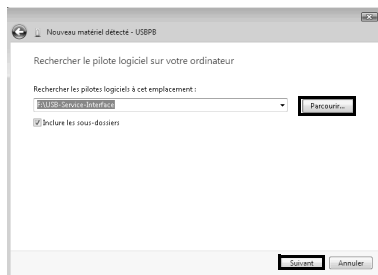 Nouveau matériel détecté - USBPB
Rechercher le pilote logiciel sur votre ordinateur
Rechercher les pilotes logiciels à cet emplacement :
F:\USB-Service-Interface
Parcourir...
Inclure les sous-dossiers
Suivant
Annuler